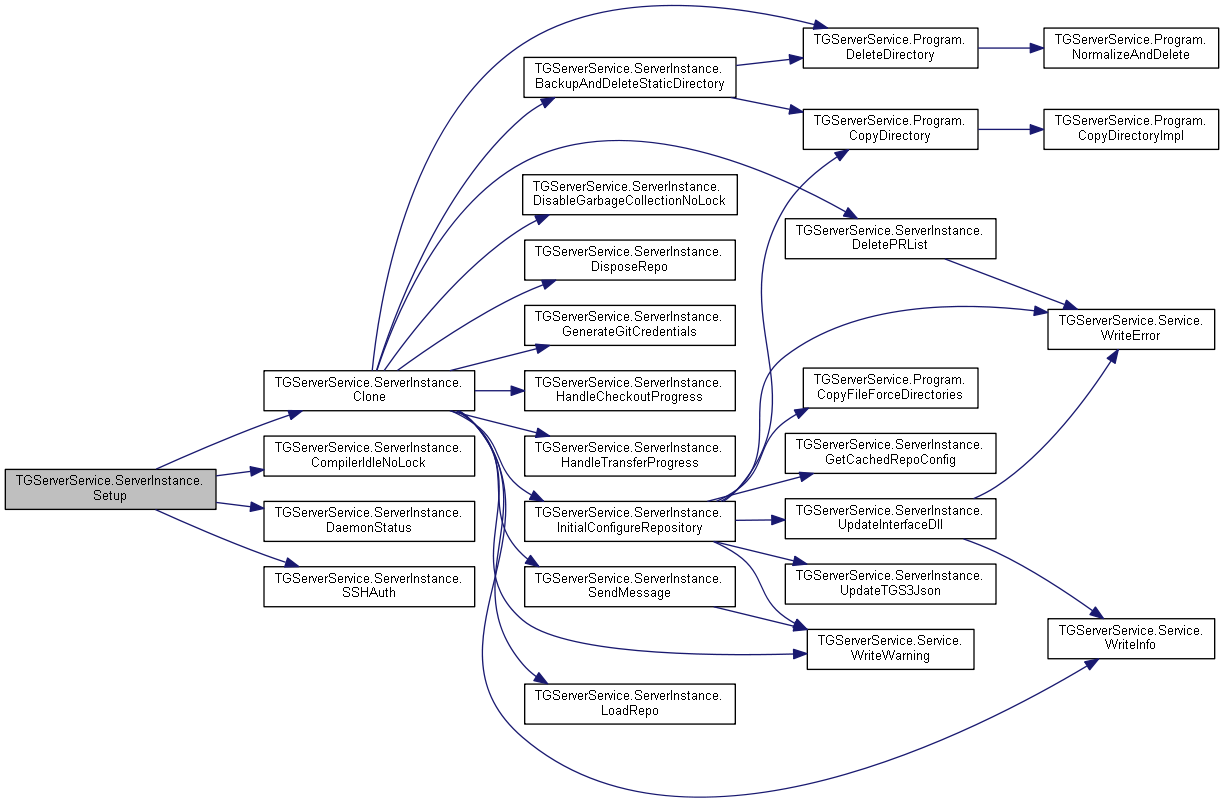 TGServerService.ServerInstance.
Setup
TGServerService.ServerInstance.
Clone
TGServerService.ServerInstance.
CompilerIdleNoLock
TGServerService.ServerInstance.
DaemonStatus
TGServerService.ServerInstance.
SSHAuth
TGServerService.ServerInstance.
BackupAndDeleteStaticDirectory
TGServerService.ServerInstance.
DisableGarbageCollectionNoLock
TGServerService.ServerInstance.
DisposeRepo
TGServerService.ServerInstance.
GenerateGitCredentials
TGServerService.ServerInstance.
HandleCheckoutProgress
TGServerService.ServerInstance.
HandleTransferProgress
TGServerService.ServerInstance.
InitialConfigureRepository
TGServerService.ServerInstance.
SendMessage
TGServerService.ServerInstance.
LoadRepo
TGServerService.Program.
DeleteDirectory
TGServerService.Program.
CopyDirectory
TGServerService.ServerInstance.
DeletePRList
TGServerService.Program.
CopyFileForceDirectories
TGServerService.ServerInstance.
GetCachedRepoConfig
TGServerService.ServerInstance.
UpdateInterfaceDll
TGServerService.ServerInstance.
UpdateTGS3Json
TGServerService.Service.
WriteWarning
TGServerService.Program.
NormalizeAndDelete
TGServerService.Program.
CopyDirectoryImpl
TGServerService.Service.
WriteError
TGServerService.Service.
WriteInfo